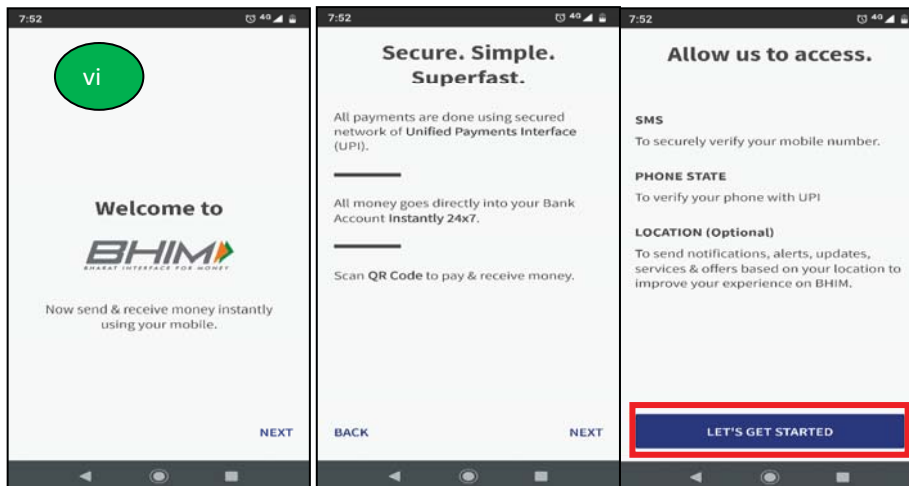 7:52
4G
vi
Welcome to
BHIM
BHARAT INTERFACE FOR MONEY
Now send & receive money instantly
using your mobile.
NEXT
7:52
4G
Secure. Simple.
Superfast.
All payments are done using secured
network of Unified Payments Interface
(UPI).
All money goes directly into your Bank
Account Instantly 24x7.
Scan QR Code to pay & receive money.
BACK
NEXT
7:52
4G
Allow us to access.
SMS
To securely verify your mobile number.
PHONE STATE
To verify your phone with UPI
LOCATION (Optional)
To send notifications, alerts, updates,
services & offers based on your location to
improve your experience on BHIM.
LET'S GET STARTED